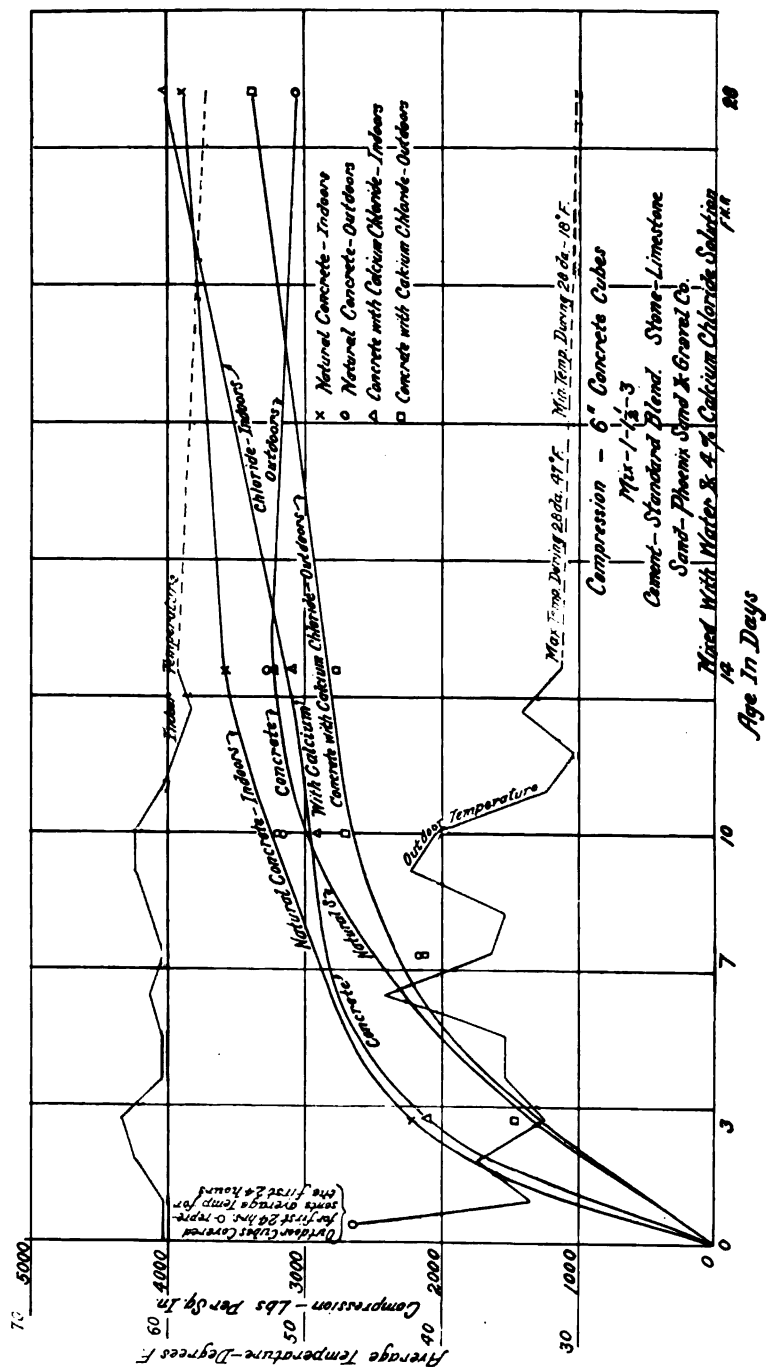 70
5000
4000
3000
2000
1000
0
60
50
40
30
Average Temperature-Degrees F.
Compression-Lbs Per Sq. In.
Outdoor Cubes Covered
for first 24 hrs. O repre-
sents average Temp for
the first 24 hours
Indoor Temperature
Natural Concrete-Indoors
Concrete
Natural
Concrete
With Calcium
Concrete with Calcium Chloride-Outdoors
Chloride-Indoors
Outdoors
Outdoor Temperature
× Natural Concrete-Indoors
○ Natural Concrete-Outdoors
△ Concrete with Calcium Chloride-Indoors
□ Concrete with Calcium Chloride-Outdoors
Max. Temp. During 28 da. 47°F. Min. Temp. During 28 da.-18°F.
Compression - 6" Concrete Cubes
Mix-1-1½-3
Cement-Standard Blend. Stone-Limestone
Sand-Phoenix Sand & Gravel Co.
Mixed With Water & 4% Calcium Chloride Solution
0
3
7
10
14
28
Age In Days